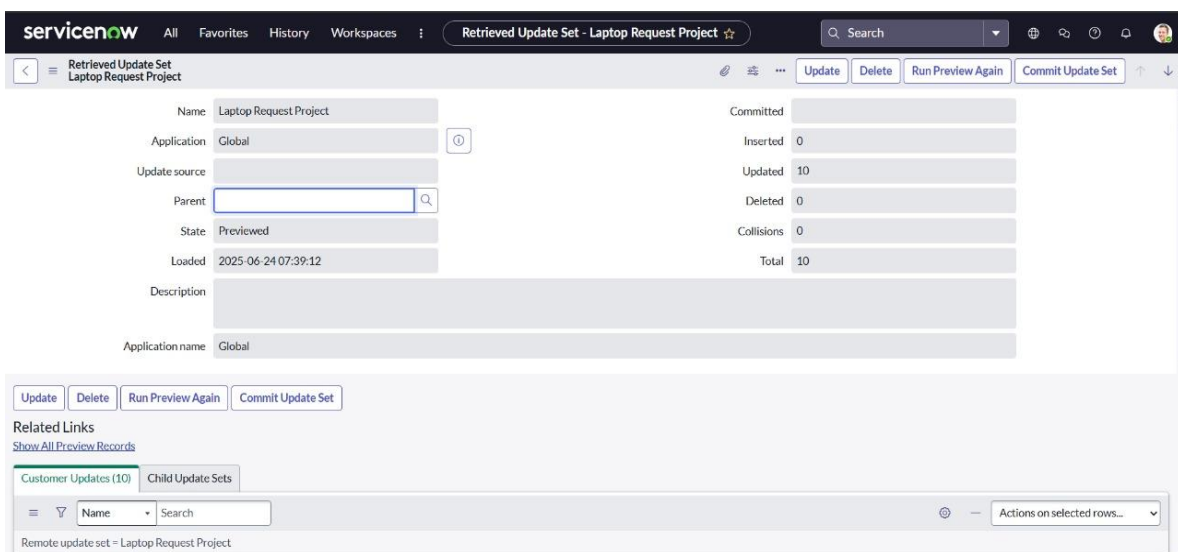 servicenow All Favorites History Workspaces Retrieved Update Set - Laptop Request Project Search
Retrieved Update Set
Laptop Request Project
Update Delete Run Preview Again Commit Update Set
Name Laptop Request Project Committed
Application Global Inserted 0
Update source Updated 10
Parent Deleted 0
State Previewed Collisions 0
Loaded 2025-06-24 07:39:12 Total 10
Description
Application name Global
Update Delete Run Preview Again Commit Update Set
Related Links
Show All Preview Records
Customer Updates (10) Child Update Sets
Name Search Actions on selected rows...
Remote update set = Laptop Request Project